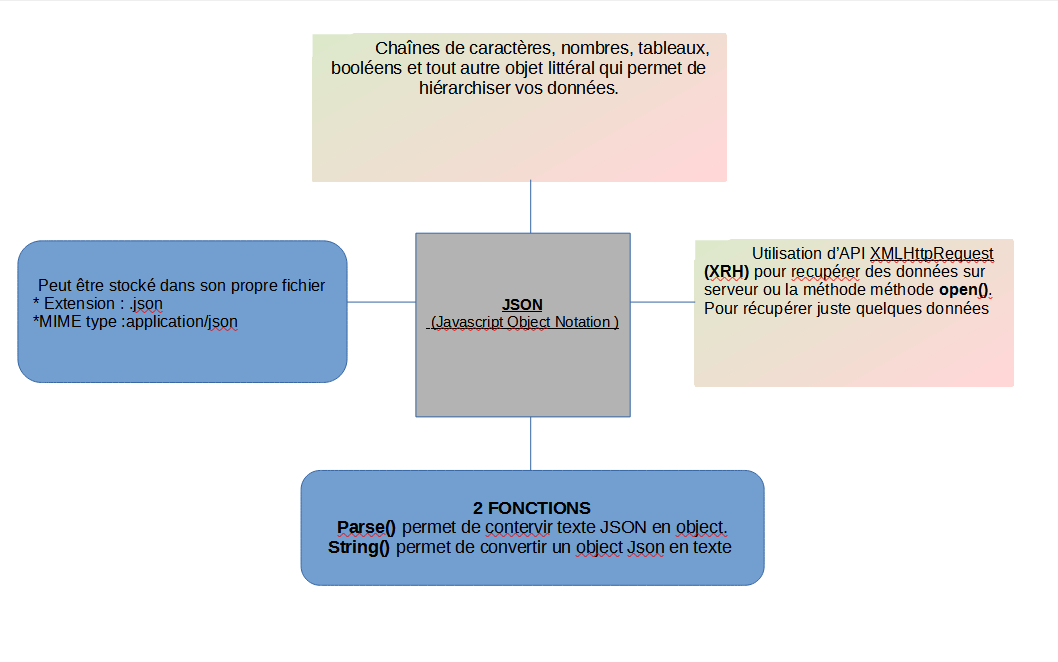 Chaînes de caractères, nombres, tableaux,
booléens et tout autre objet littéral qui permet de
hiérarchiser vos données.
Peut être stocké dans son propre fichier
* Extension : .json
*MIME type :application/json
JSON
(Javascript Object Notation )
Utilisation d’API XMLHttpRequest
(XRH) pour recupérer des données sur
serveur ou la méthode méthode open().
Pour récupérer juste quelques données
2 FONCTIONS
Parse() permet de contervir texte JSON en object.
String() permet de convertir un object Json en texte